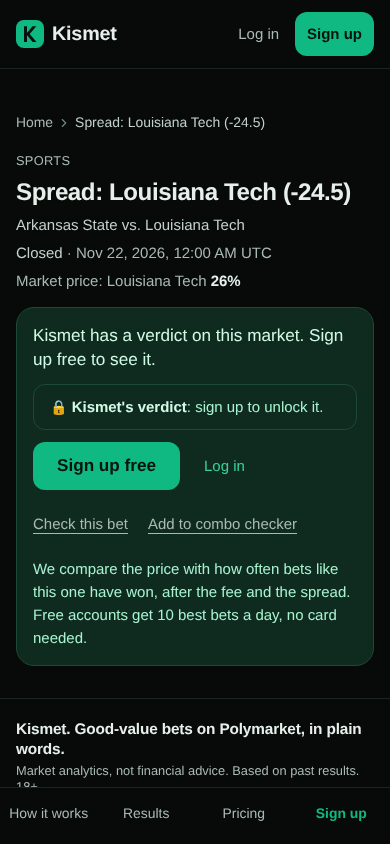 K Kismet Log in Sign up
Home > Spread: Louisiana Tech (-24.5)
SPORTS
Spread: Louisiana Tech (-24.5)
Arkansas State vs. Louisiana Tech
Closed · Nov 22, 2026, 12:00 AM UTC
Market price: Louisiana Tech 26%
Kismet has a verdict on this market. Sign
up free to see it.
🔒 Kismet's verdict: sign up to unlock it.
Sign up free Log in
Check this bet Add to combo checker
We compare the price with how often bets like
this one have won, after the fee and the spread.
Free accounts get 10 best bets a day, no card
needed.
Kismet. Good-value bets on Polymarket, in plain
words.
Market analytics, not financial advice. Based on past results.
18+
How it works Results Pricing Sign up